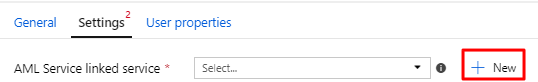 General Settings 2 User properties
AML Service linked service * Select... + New